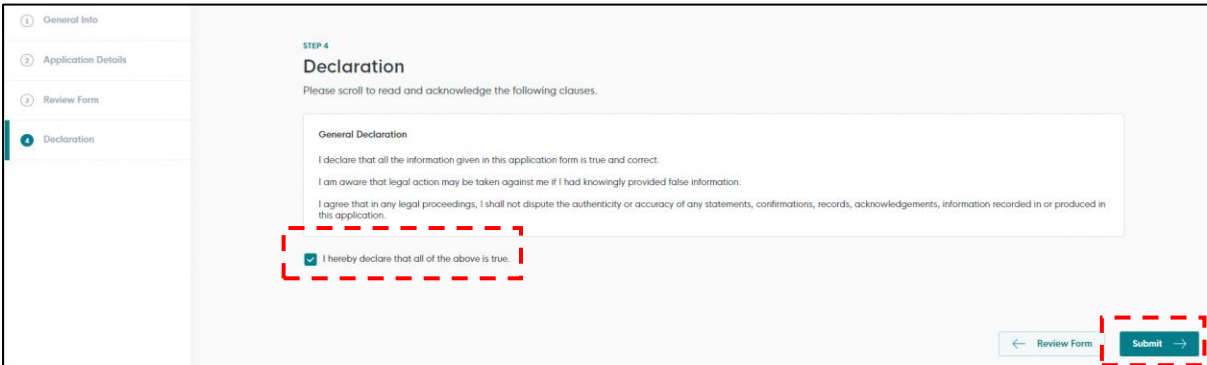 1 General Info
2 Application Details
3 Review Form
4 Declaration
STEP 4
Declaration
Please scroll to read and acknowledge the following clauses.
General Declaration
I declare that all the information given in this application form is true and correct.
I am aware that legal action may be taken against me if I had knowingly provided false information.
I agree that in any legal proceedings, I shall not dispute the authenticity or accuracy of any statements, confirmations, records, acknowledgements, information recorded in or produced in
this application.
I hereby declare that all of the above is true.
← Review Form
Submit →